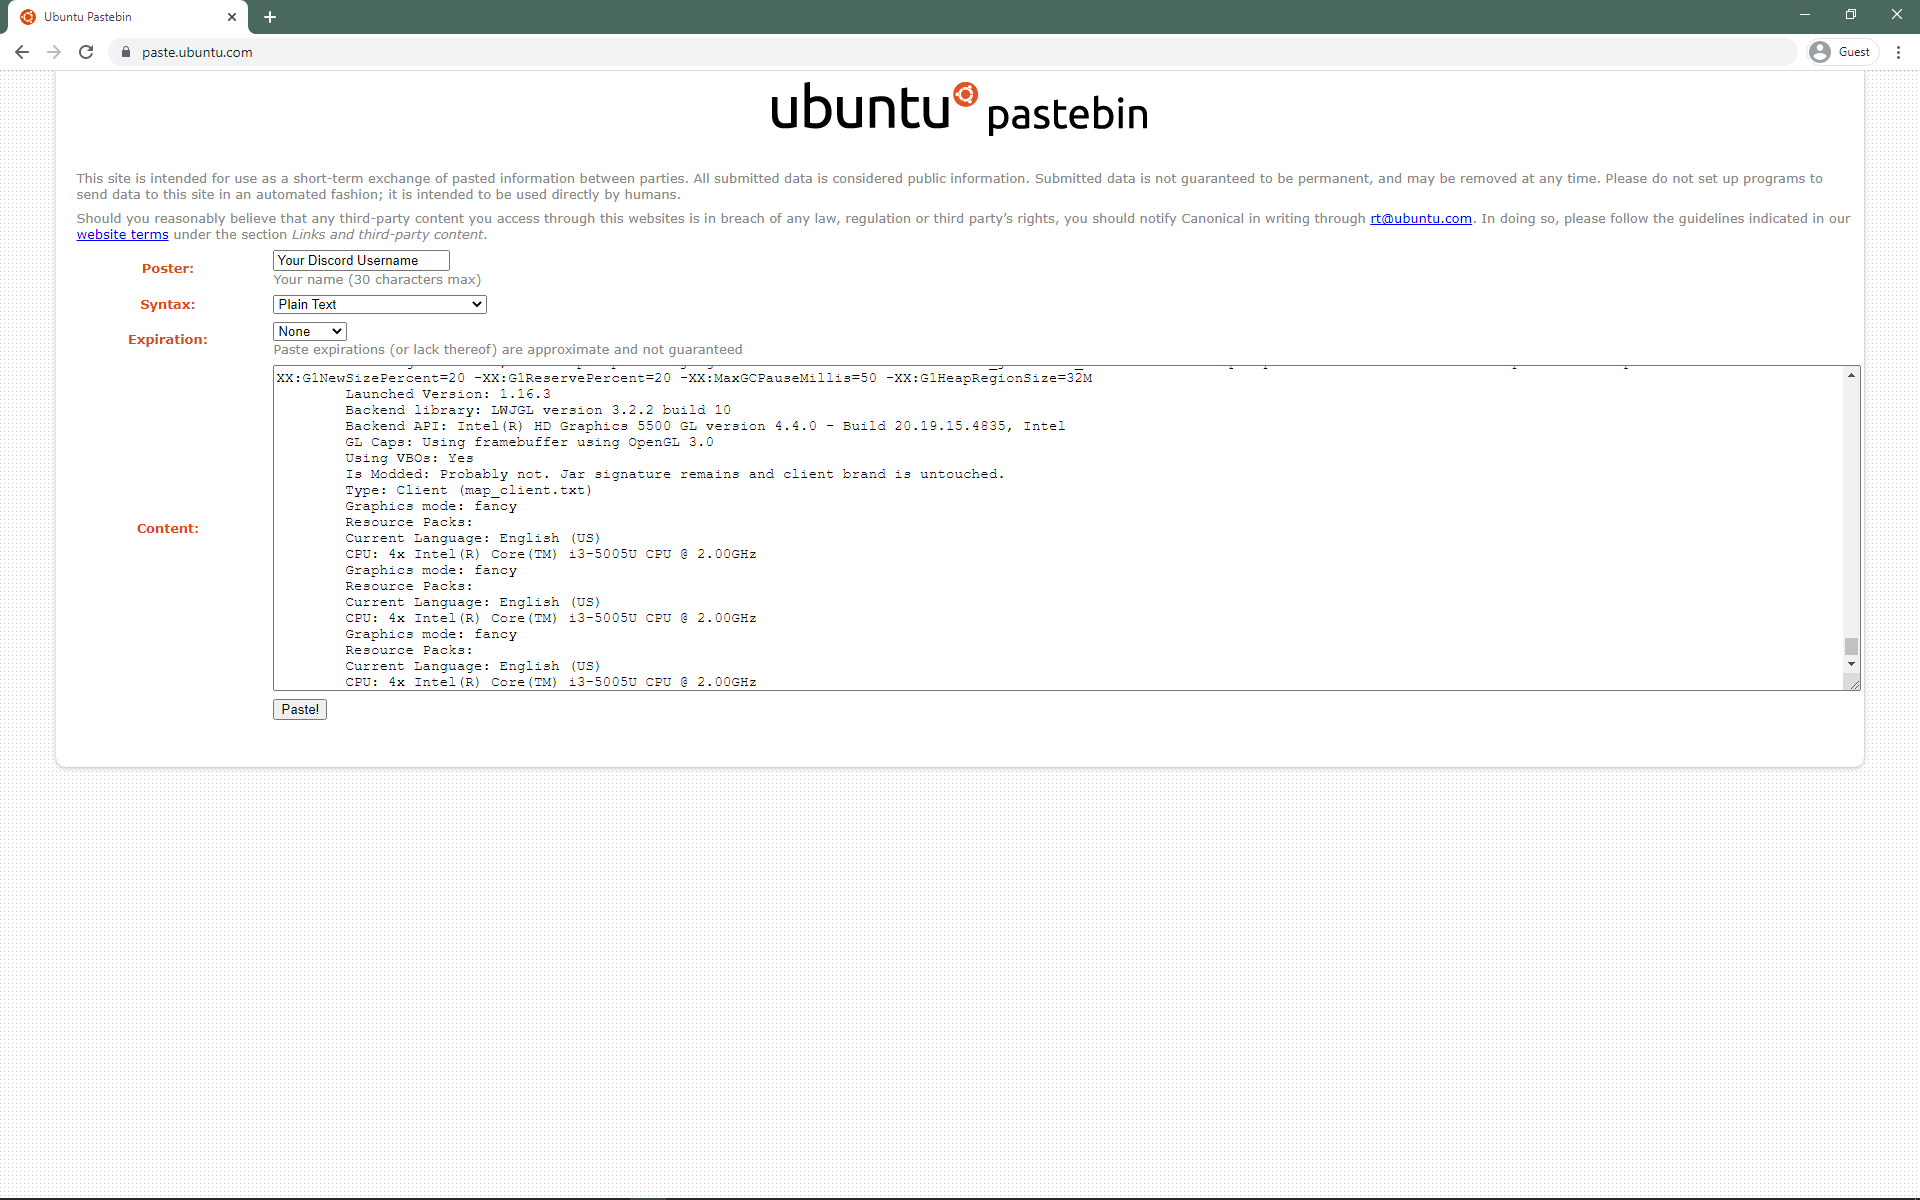 Ubuntu Pastebin
paste.ubuntu.com
Guest
ubuntu pastebin
This site is intended for use as a short-term exchange of pasted information between parties. All submitted data is considered public information. Submitted data is not guaranteed to be permanent, and may be removed at any time. Please do not set up programs to
send data to this site in an automated fashion; it is intended to be used directly by humans.
Should you reasonably believe that any third-party content you access through this websites is in breach of any law, regulation or third party’s rights, you should notify Canonical in writing through rt@ubuntu.com. In doing so, please follow the guidelines indicated in our
website terms under the section Links and third-party content.
Poster: Your Discord Username
Your name (30 characters max)
Syntax: Plain Text
Expiration: None
Paste expirations (or lack thereof) are approximate and not guaranteed
Content:
XX:G1NewSizePercent=20 -XX:G1ReservePercent=20 -XX:MaxGCPauseMillis=50 -XX:G1HeapRegionSize=32M
Launched Version: 1.16.3
Backend library: LWJGL version 3.2.2 build 10
Backend API: Intel(R) HD Graphics 5500 GL version 4.4.0 - Build 20.19.15.4835, Intel
GL Caps: Using framebuffer using OpenGL 3.0
Using VBOs: Yes
Is Modded: Probably not. Jar signature remains and client brand is untouched.
Type: Client (map_client.txt)
Graphics mode: fancy
Resource Packs:
Current Language: English (US)
CPU: 4x Intel(R) Core(TM) i3-5005U CPU @ 2.00GHz
Graphics mode: fancy
Resource Packs:
Current Language: English (US)
CPU: 4x Intel(R) Core(TM) i3-5005U CPU @ 2.00GHz
Graphics mode: fancy
Resource Packs:
Current Language: English (US)
CPU: 4x Intel(R) Core(TM) i3-5005U CPU @ 2.00GHz
Paste!